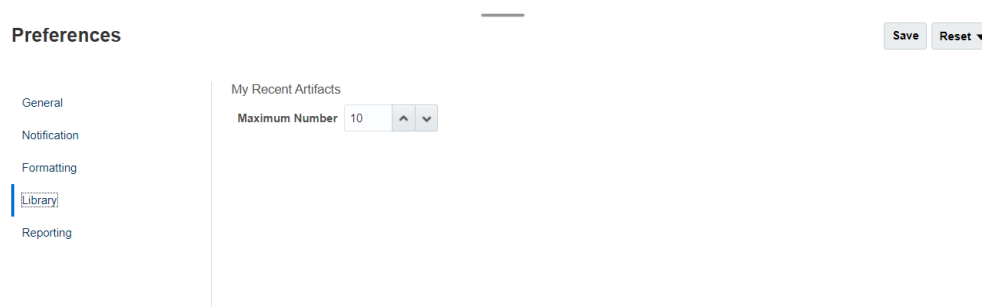 Preferences
Save Reset
General
Notification
Formatting
Library
Reporting
My Recent Artifacts
Maximum Number 10